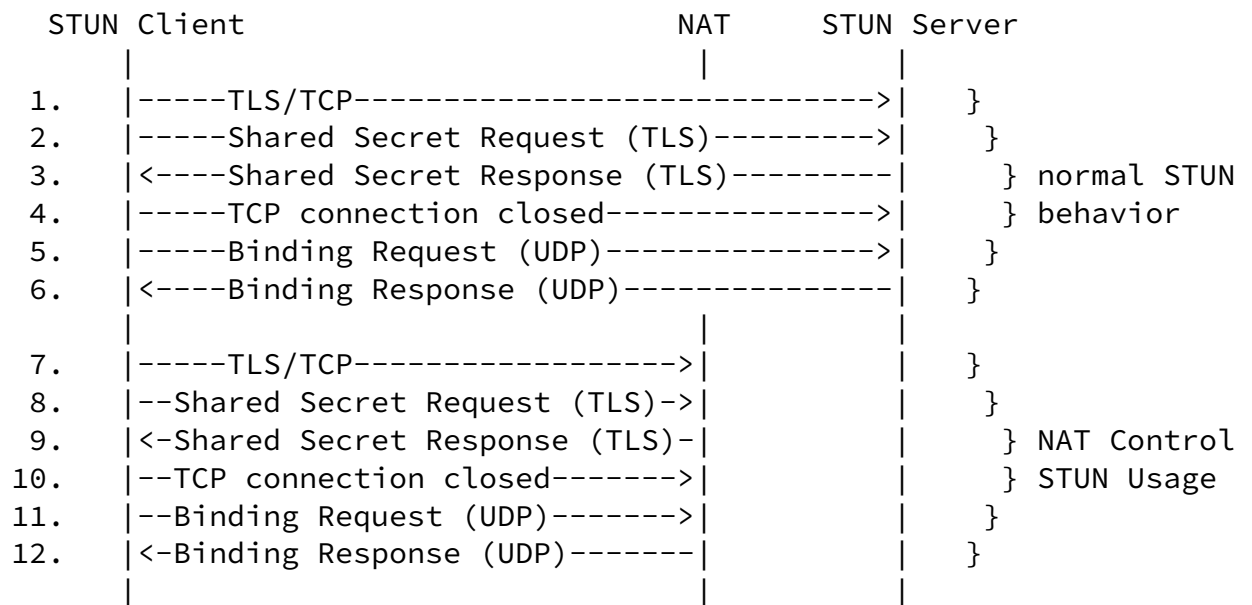 STUN Client                        NAT     STUN Server
      |                               |          |
1.    |-----TLS/TCP----------------------------->|   }
2.    |-----Shared Secret Request (TLS)--------->|    }
3.    |<----Shared Secret Response (TLS)---------|     } normal STUN
4.    |-----TCP connection closed--------------->|     } behavior
5.    |-----Binding Request (UDP)--------------->|    }
6.    |<----Binding Response (UDP)---------------|   }
      |                               |          |
7.    |-----TLS/TCP------------------>|          |   }
8.    |--Shared Secret Request (TLS)->|          |    }
9.    |<-Shared Secret Response (TLS)-|          |     } NAT Control
10.    |--TCP connection closed------->|          |     } STUN Usage
11.    |--Binding Request (UDP)------->|          |    }
12.    |<-Binding Response (UDP)-------|          |   }
      |                               |          |